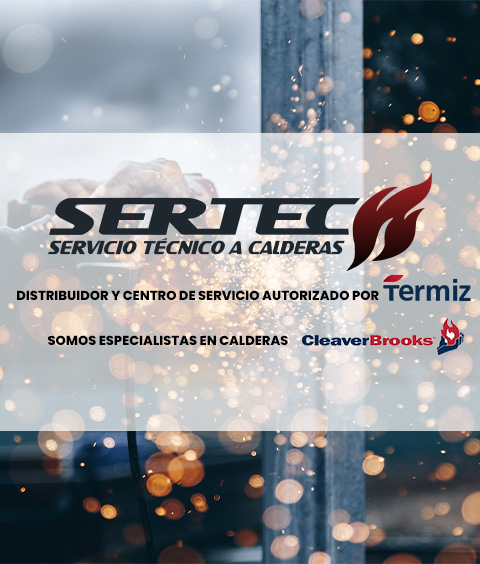 SERTEC
SERVICIO TÉCNICO A CALDERAS
DISTRIBUIDOR Y CENTRO DE SERVICIO AUTORIZADO POR Termiz
SOMOS ESPECIALISTAS EN CALDERAS CleaverBrooks